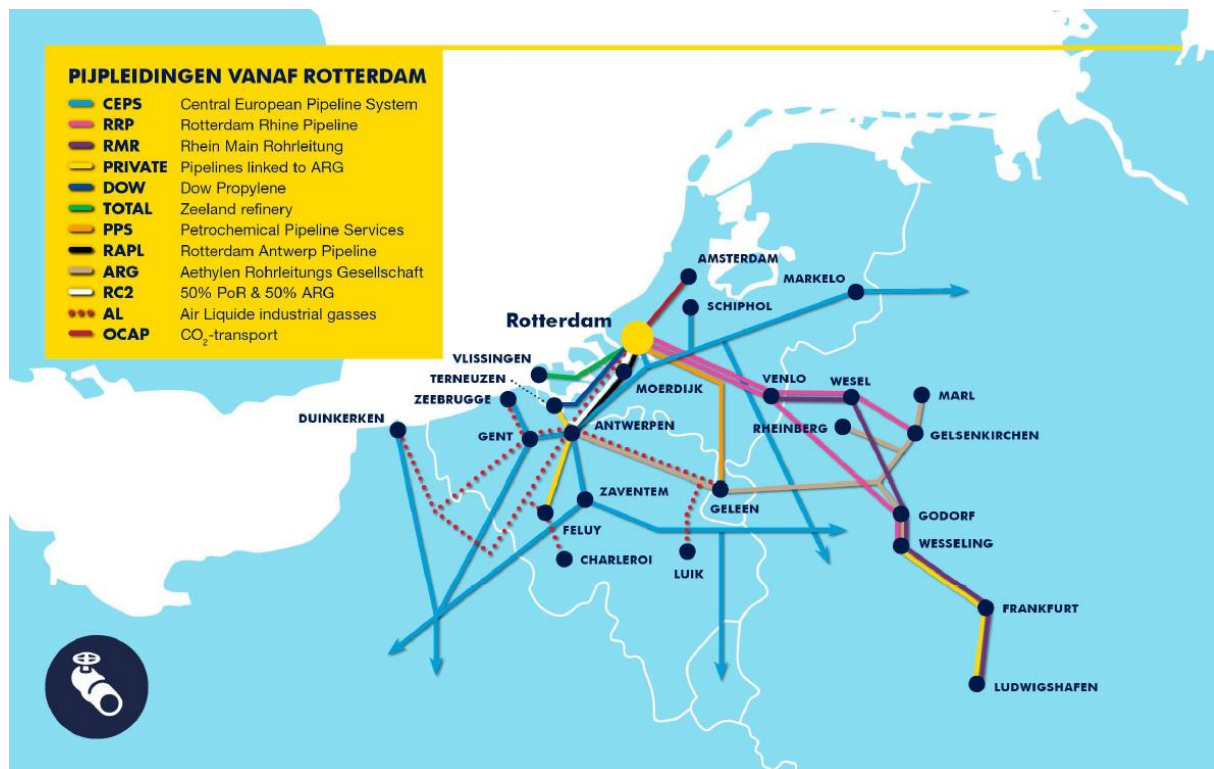 PIJPLEIDINGEN VANAF ROTTERDAM
CEPS Central European Pipeline System
RRP Rotterdam Rhine Pipeline
RMR Rhein Main Rohrleitung
PRIVATE Pipelines linked to ARG
DOW Dow Propylene
TOTAL Zeeland refinery
PPS Petrochemical Pipeline Services
RAPL Rotterdam Antwerp Pipeline
ARG Aethylen Rohrleitungs Gesellschaft
RC2 50% PoR & 50% ARG
AL Air Liquide industrial gasses
OCAP CO₂-transport
AMSTERDAM
MARKELO
SCHIPHOL
Rotterdam
VLISSINGEN
TERNEUZEN
ZEEBRUGGE
MOERDIJK
VENLO
WESEL
MARL
DUINKERKEN
GENT
ANTWERPEN
RHEINBERG
GELSENKIRCHEN
ZAVENTEM
GELEEN
GODORF
FELUY
WESSELING
CHARLEROI
LUIK
FRANKFURT
LUDWIGSHAFEN